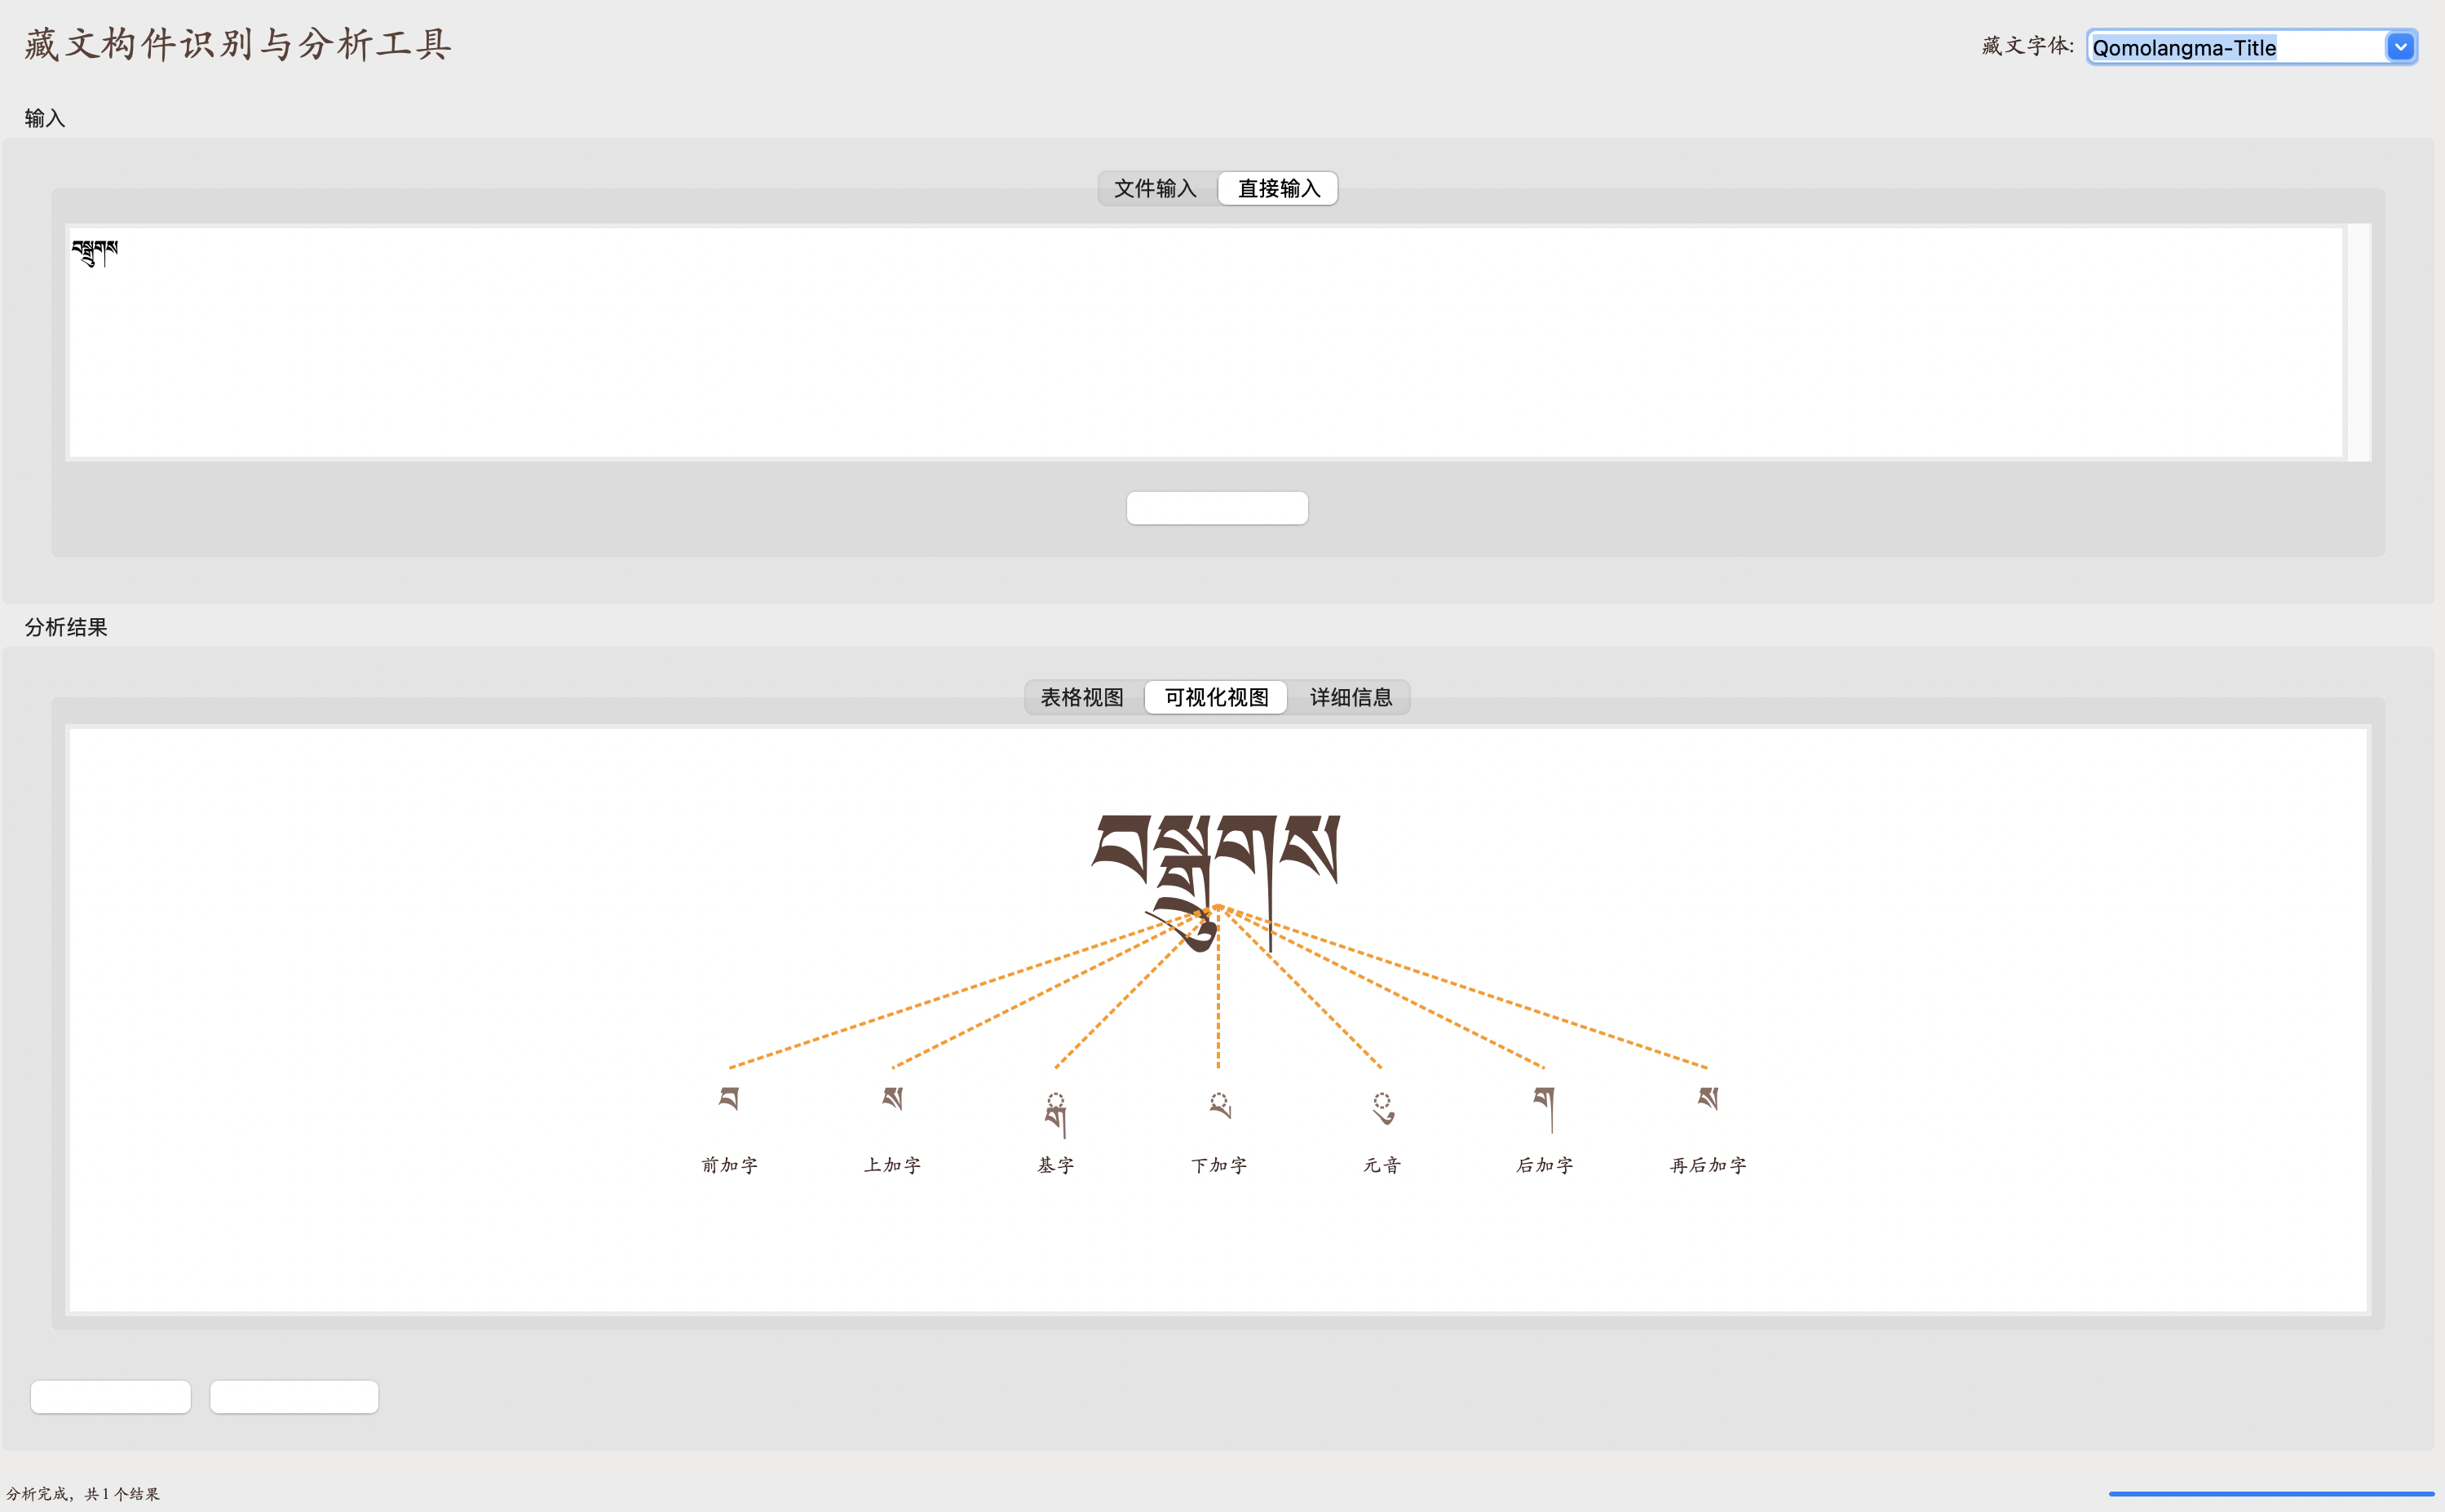 藏文构件识别与分析工具
藏文字体: Qomolangma-Title
输入
文件输入 直接输入
བསྒྲུགས
分析结果
表格视图 可视化视图 详细信息
བསྒྲུགས
བ ས ྒ ྲ ུ ག ས
前加字 上加字 基字 下加字 元音 后加字 再后加字
分析完成，共 1 个结果